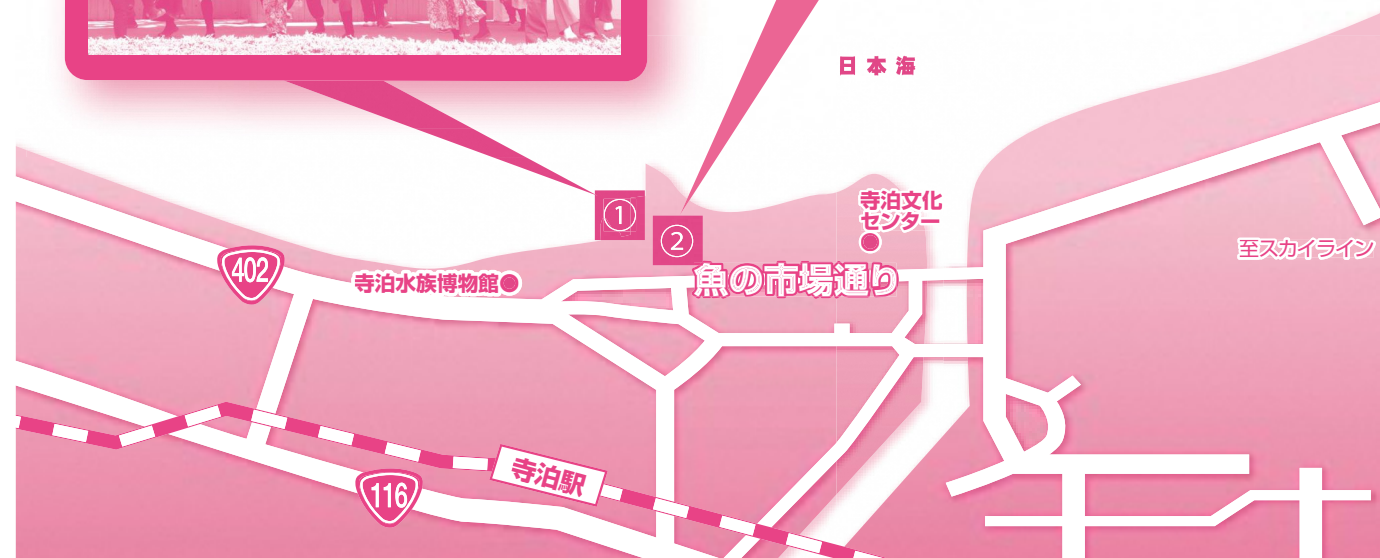 日本海
①
②
寺泊文化
センター
至スカイライン
402
寺泊水族博物館
魚の市場通り
寺泊駅
116